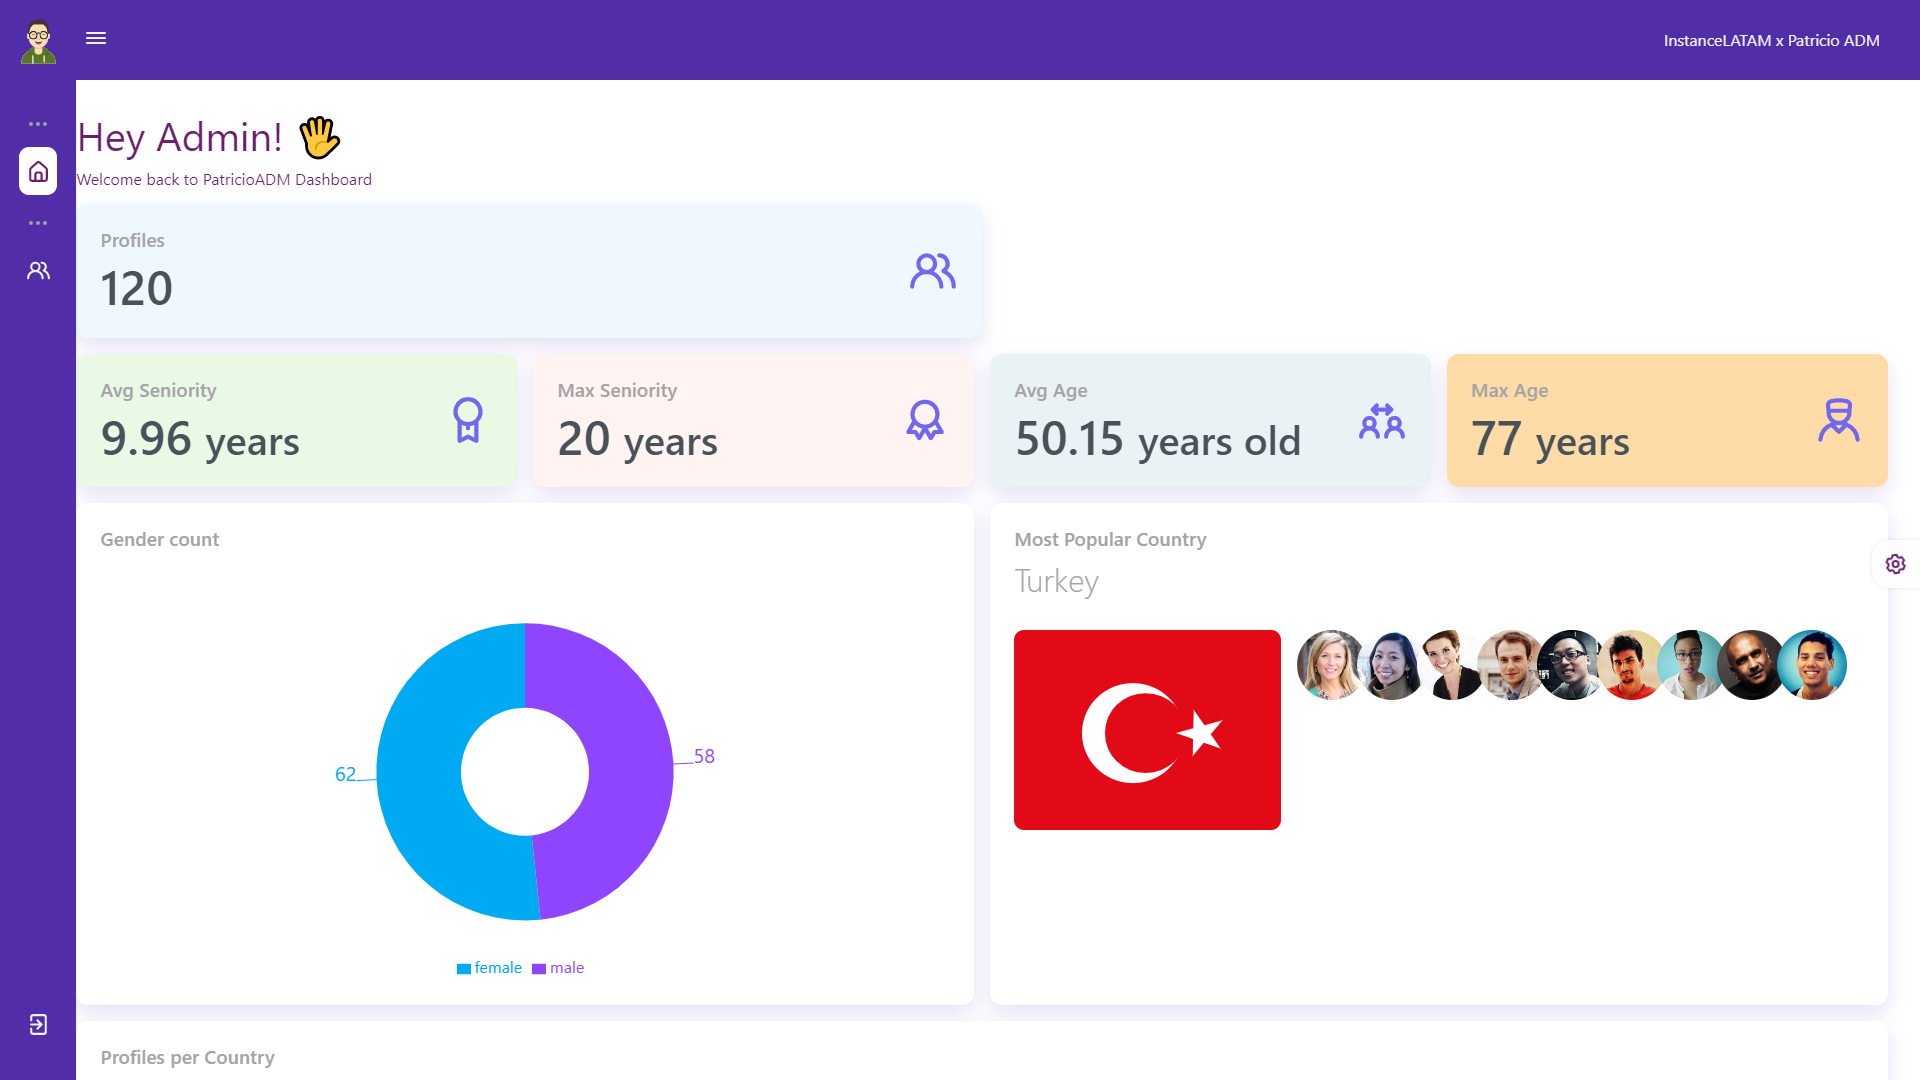 InstanceLATAM x Patricio ADM
Hey Admin!
Welcome back to PatricioADM Dashboard
Profiles
120
Avg Seniority
9.96 years
Max Seniority
20 years
Avg Age
50.15 years old
Max Age
77 years
Gender count
62
58
female
male
Most Popular Country
Turkey
Profiles per Country